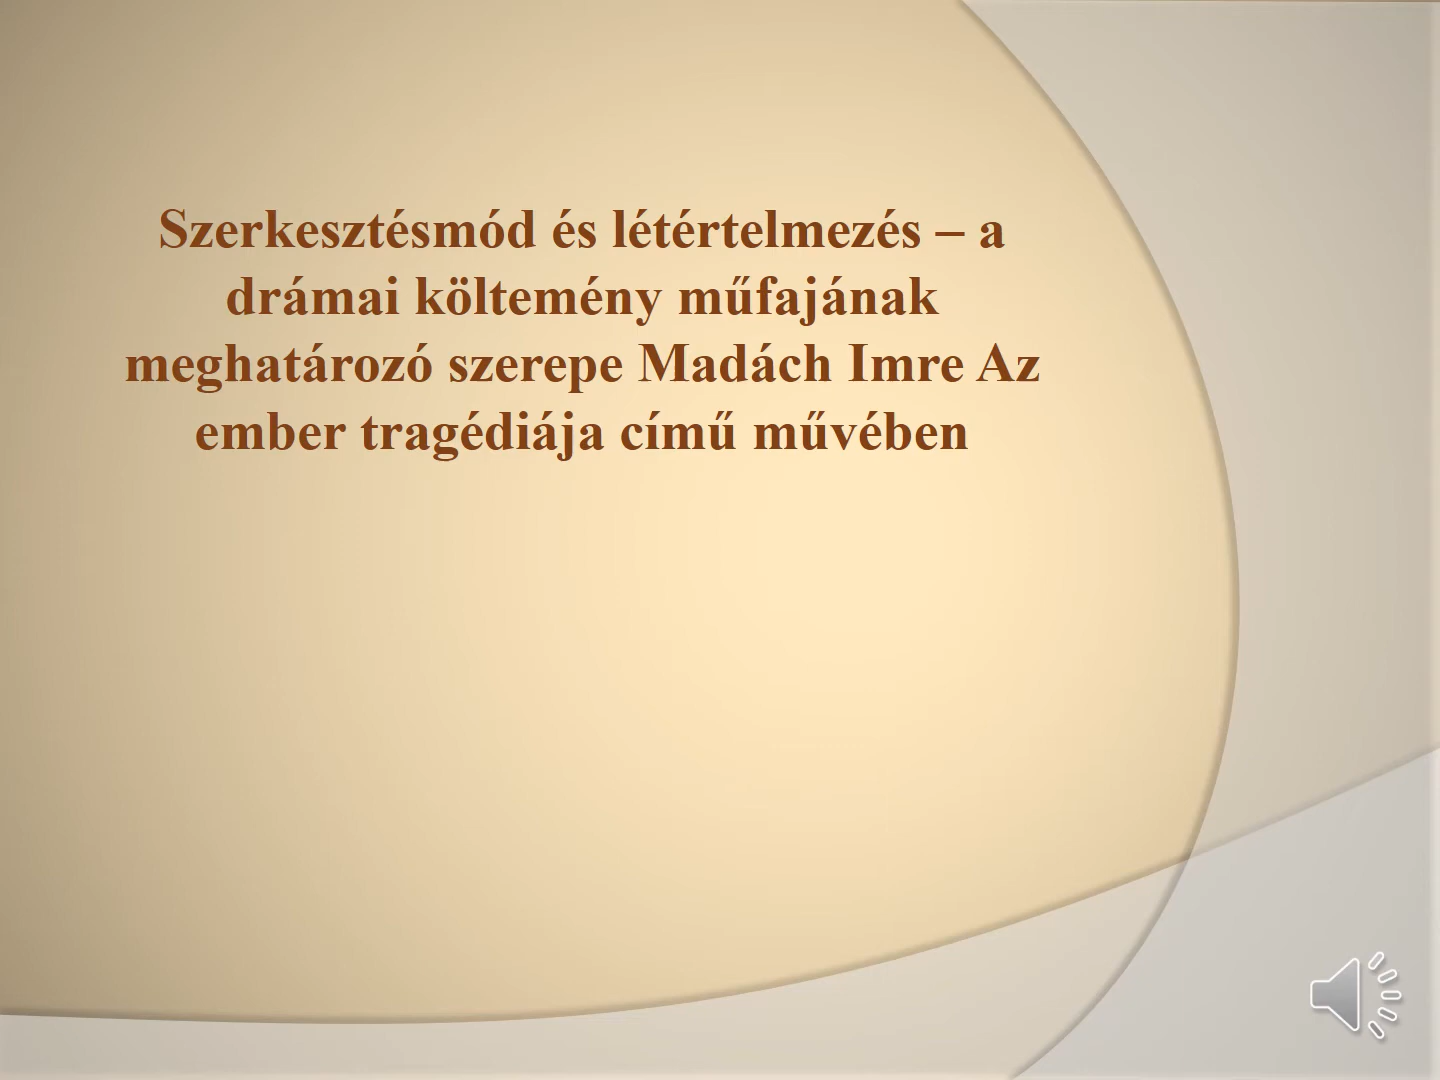 Szerkesztésmód és létértelmezés – a
drámai költemény műfajának
meghatározó szerepe Madách Imre Az
ember tragédiája című művében